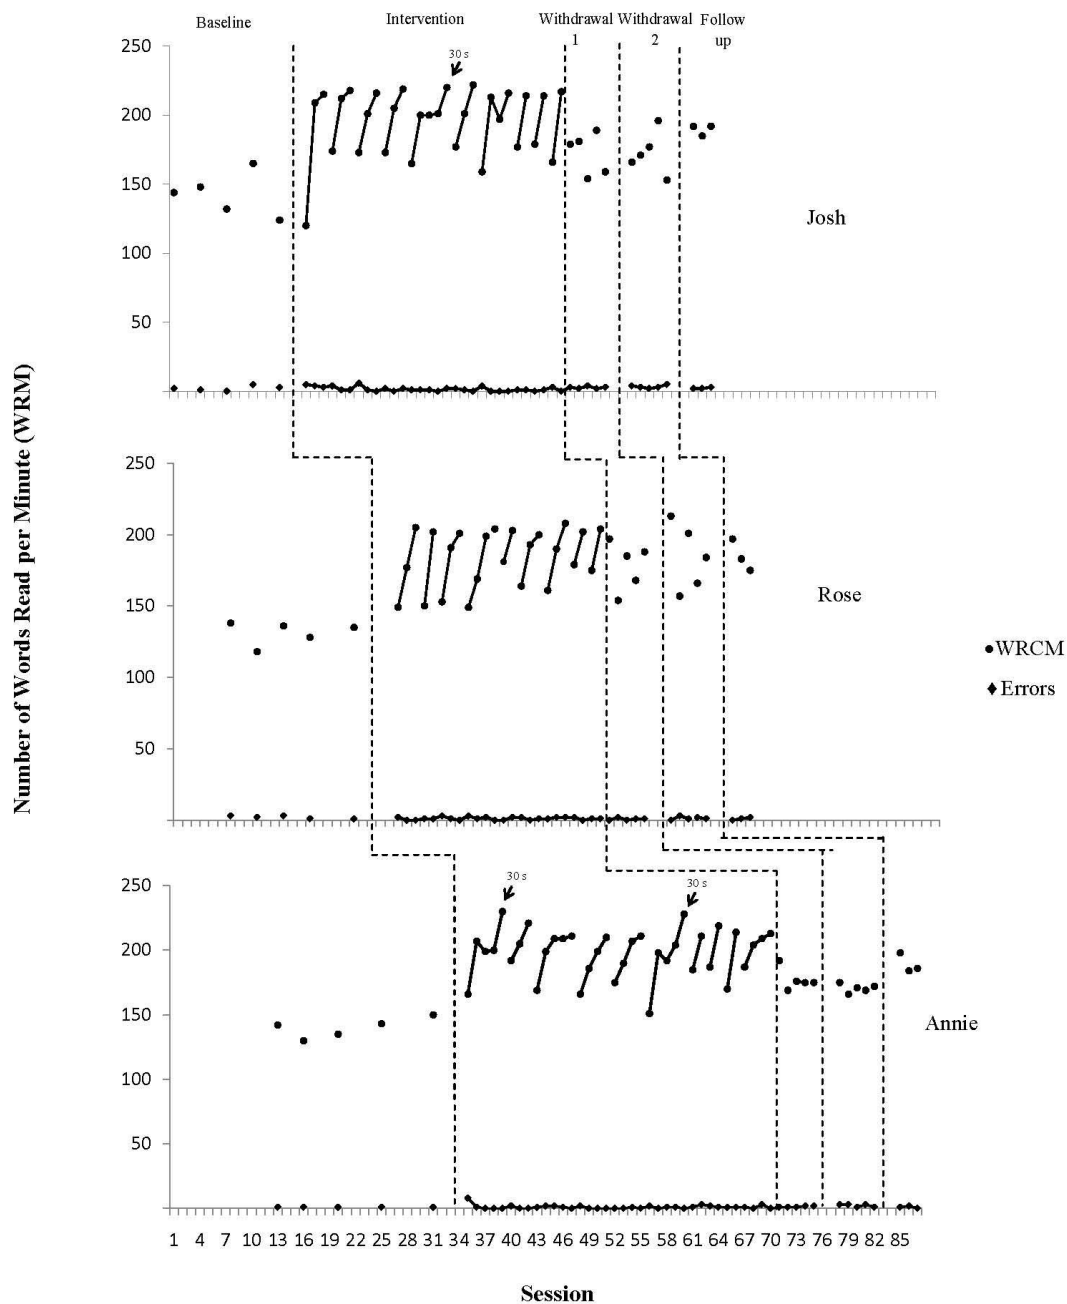 Baseline
Intervention
Withdrawal 1
Withdrawal 2
Follow up
30 s
250
200
150
100
50
Josh
Number of Words Read per Minute (WRM)
250
200
150
100
50
Rose
WRCM
Errors
30 s
30 s
250
200
150
100
50
Annie
1 4 7 10 13 16 19 22 25 28 31 34 37 40 43 46 49 52 55 58 61 64 67 70 73 76 79 82 85
Session